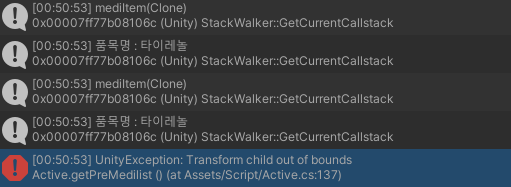 [00:50:53] mediItem(Clone)
0x00007ff77b08106c (Unity) StackWalker::GetCurrentCallstack
[00:50:53] 품목명 : 타이레놀
0x00007ff77b08106c (Unity) StackWalker::GetCurrentCallstack
[00:50:53] mediItem(Clone)
0x00007ff77b08106c (Unity) StackWalker::GetCurrentCallstack
[00:50:53] 품목명 : 타이레놀
0x00007ff77b08106c (Unity) StackWalker::GetCurrentCallstack
[00:50:53] UnityException: Transform child out of bounds
Active.getPreMedilist () (at Assets/Script/Active.cs:137)